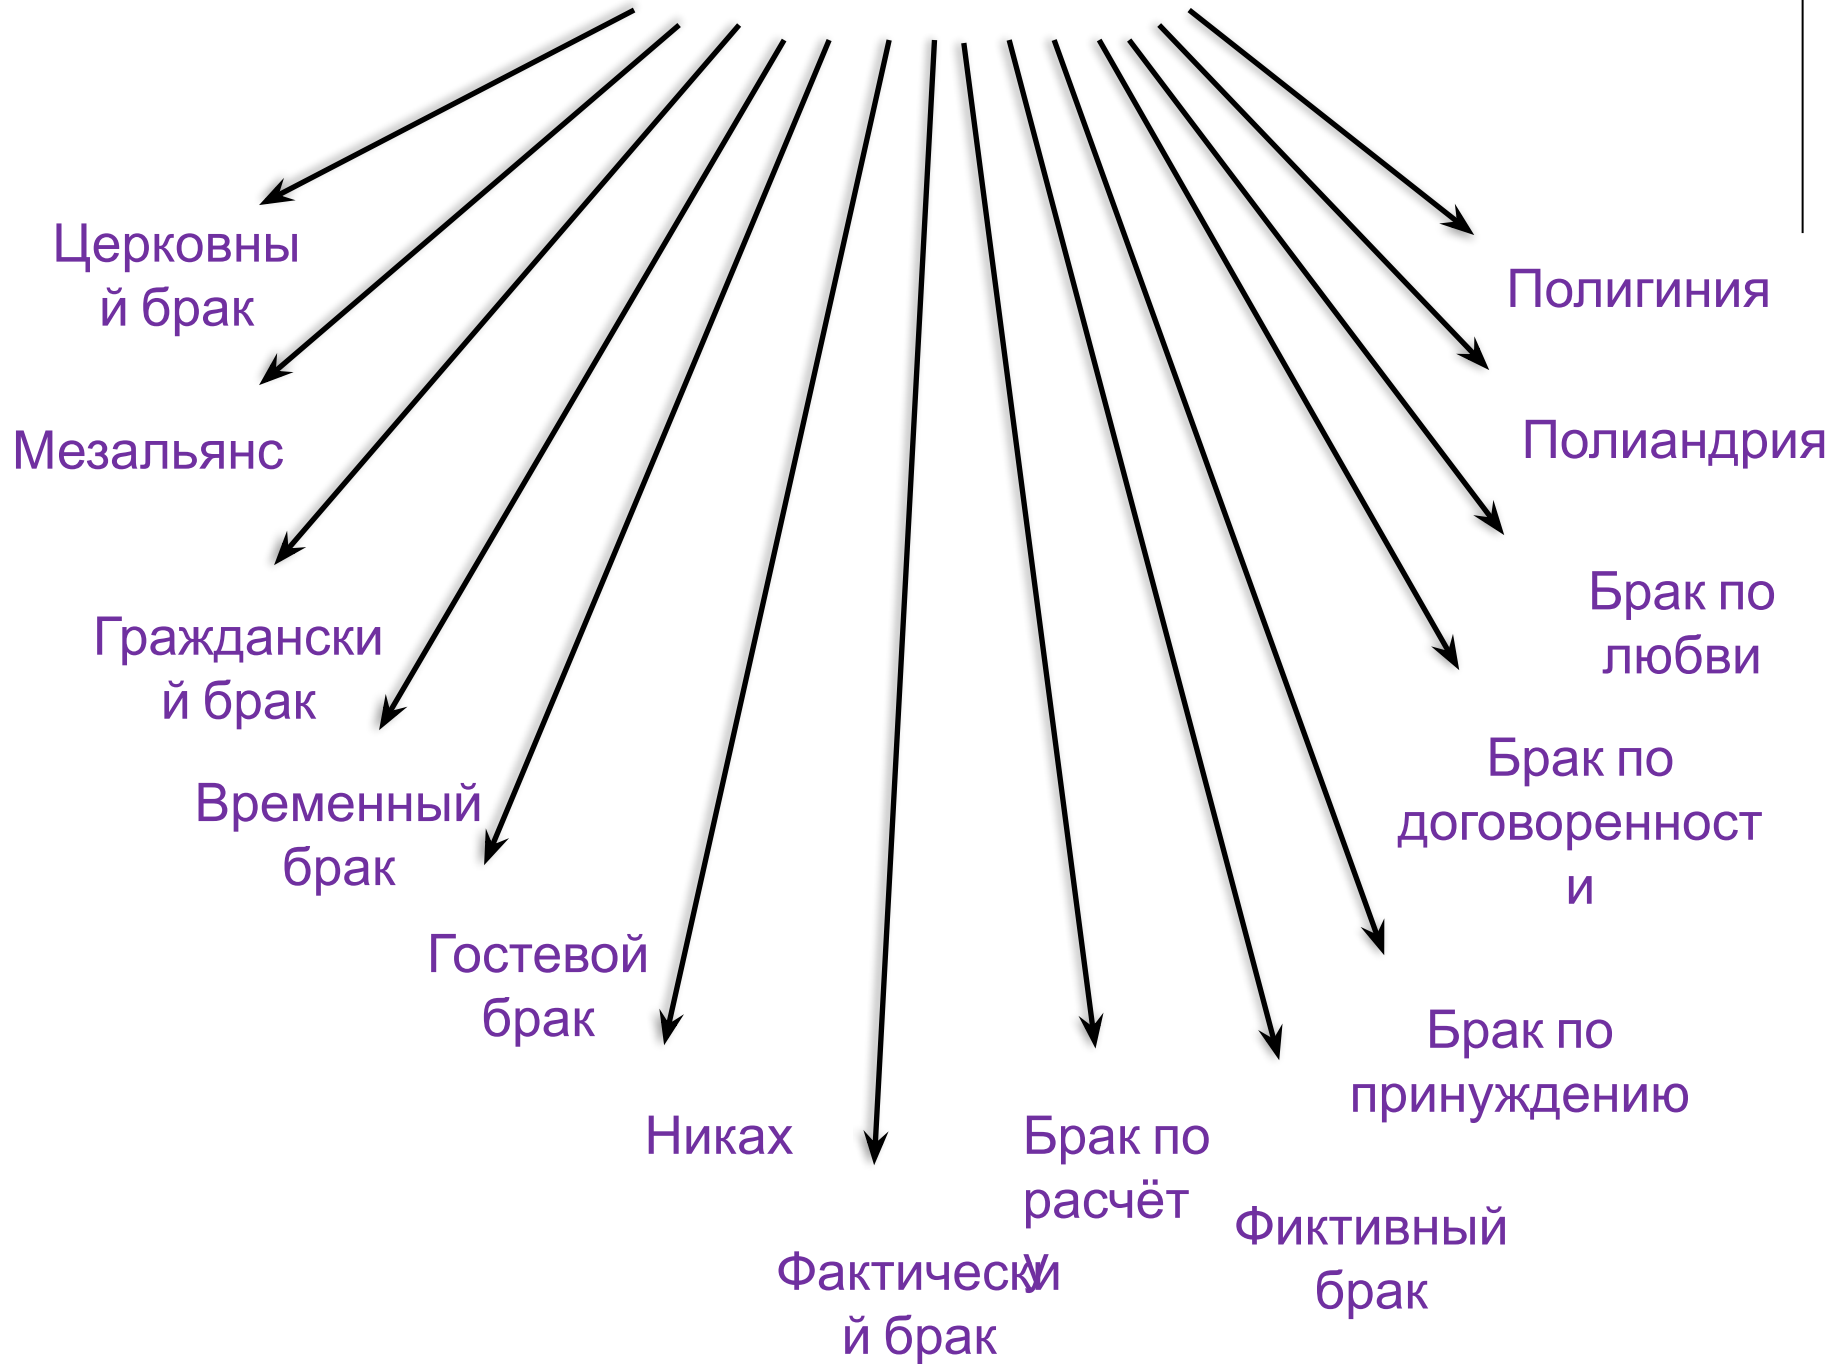 Церковны
й брак
Мезальянс
Граждански
й брак
Временный
брак
Гостевой
брак
Никах
Фактически
й брак
Брак по
расчёт
у
Фиктивный
брак
Брак по
принуждению
Брак по
договоренност
и
Брак по
любви
Полиандрия
Полигиния